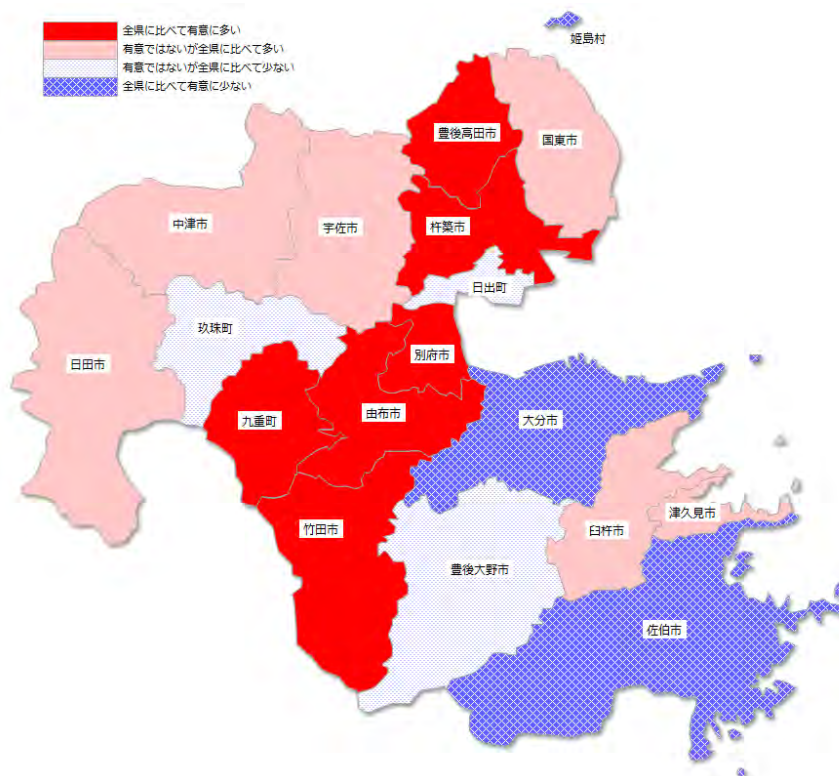 全県に比べて有意に多い
有意ではないが全県に比べて多い
有意ではないが全県に比べて少ない
全県に比べて有意に少ない
姫島村
豊後高田市
国東市
中津市
宇佐市
杵築市
日出町
玖珠町
日田市
別府市
九重町
由布市
大分市
竹田市
津久見市
臼杵市
豊後大野市
佐伯市